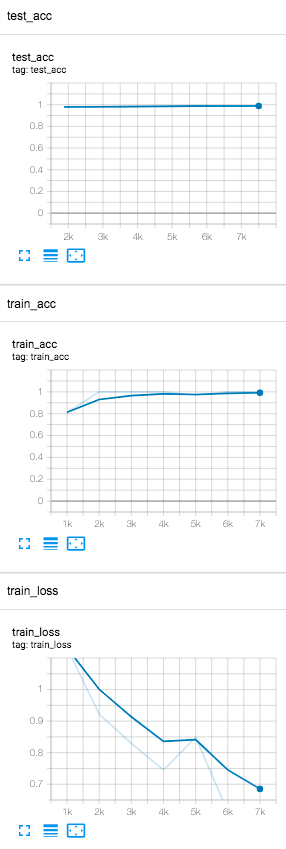 test_acc
test_acc
tag: test_acc
1
0.8
0.6
0.4
0.2
0
2k 3k 4k 5k 6k 7k
train_acc
train_acc
tag: train_acc
1
0.8
0.6
0.4
0.2
0
1k 2k 3k 4k 5k 6k 7k
train_loss
train_loss
tag: train_loss
1
0.9
0.8
0.7
1k 2k 3k 4k 5k 6k 7k